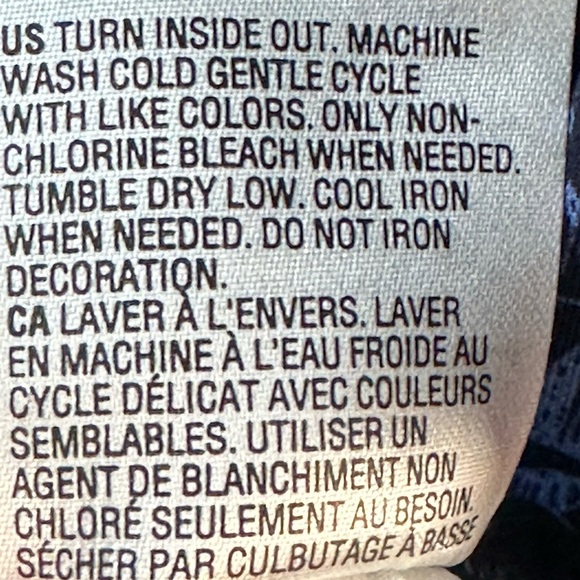 US TURN INSIDE OUT. MACHINE
WASH COLD GENTLE CYCLE
WITH LIKE COLORS. ONLY NON-
CHLORINE BLEACH WHEN NEEDED.
TUMBLE DRY LOW. COOL IRON
WHEN NEEDED. DO NOT IRON
DECORATION.
CA LAVER À L'ENVERS. LAVER
EN MACHINE À L'EAU FROIDE AU
CYCLE DÉLICAT AVEC COULEURS
SEMBLABLES. UTILISER UN
AGENT DE BLANCHIMENT NON
CHLORÉ SEULEMENT AU BESOIN.
SÉCHER PAR CULBUTAGE À BASSE